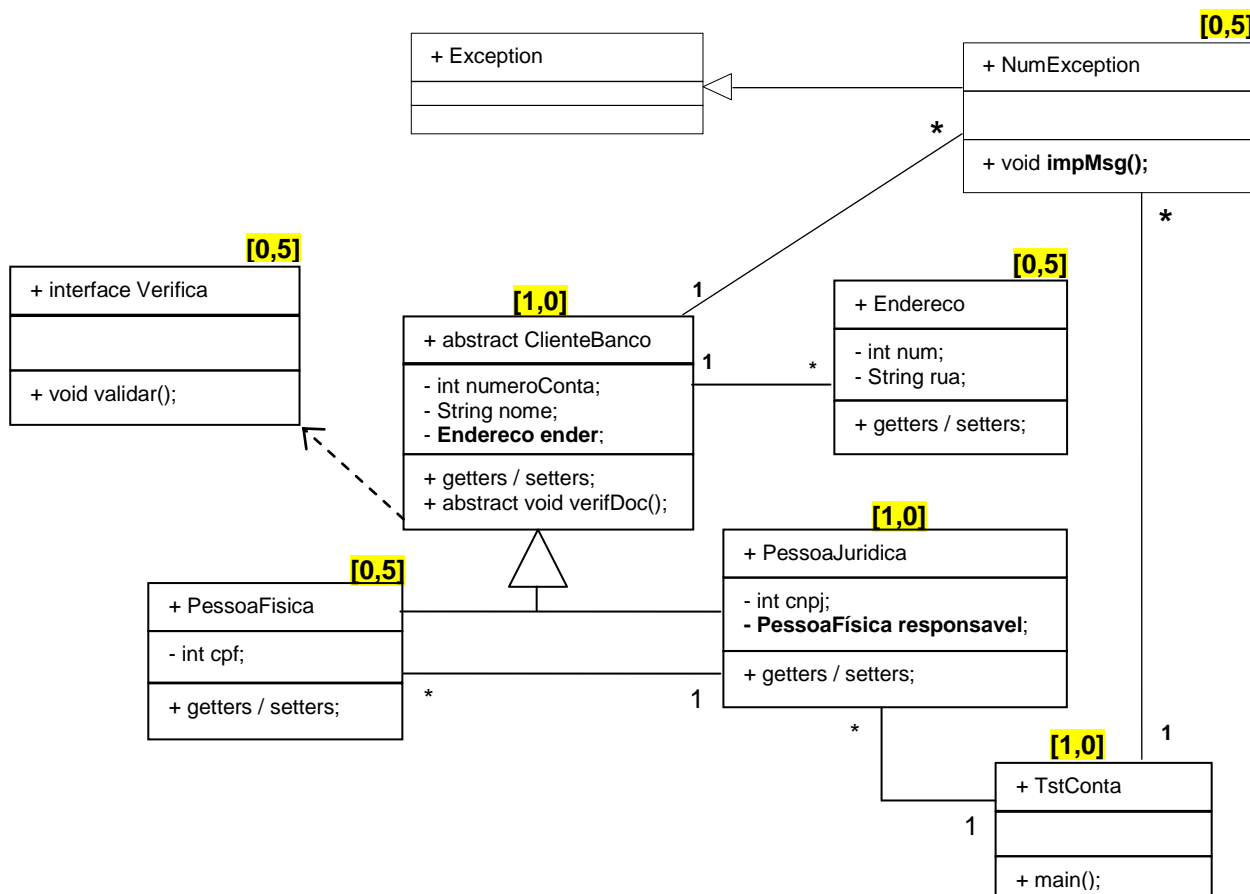 [0,5]
+ Exception
+ NumException
*
+ void impMsg();
*
[0,5]
+ interface Verifica
+ void validar();
[0,5]
+ Endereco
- int num;
- String rua;
+ getters / setters;
[1,0]
1
+ abstract ClienteBanco
1
*
- int numeroConta;
- String nome;
- Endereco ender;
+ getters / setters;
+ abstract void verifDoc();
[1,0]
+ PessoaJuridica
- int cnpj;
- PessoaFísica responsavel;
+ getters / setters;
[0,5]
+ PessoaFisica
- int cpf;
+ getters / setters;
*
1
*
1
[1,0]
1
+ TstConta
+ main();